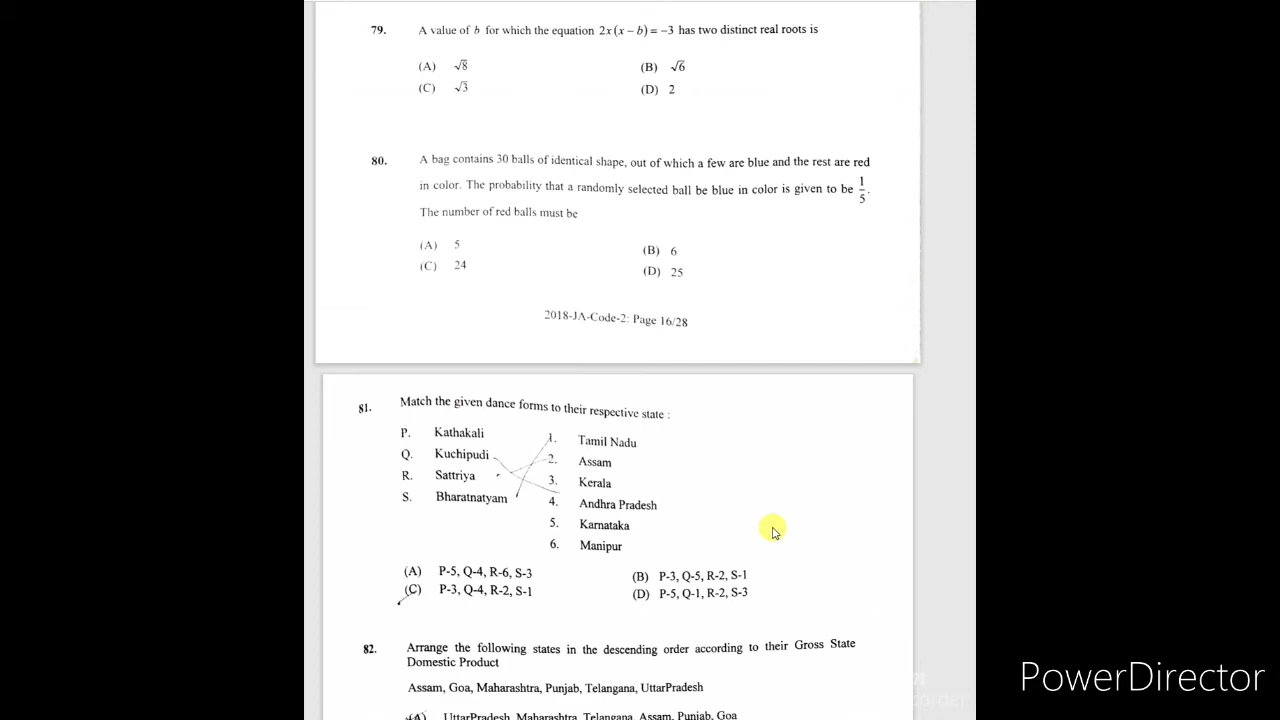 79. A value of b for which the equation 2x(x – b) = –3 has two distinct real roots is
(A) √8 (B) √6
(C) √3 (D) 2
80. A bag contains 30 balls of identical shape, out of which a few are blue and the rest are red
in color. The probability that a randomly selected ball be blue in color is given to be 1/5.
The number of red balls must be
(A) 5 (B) 6
(C) 24 (D) 25
2018-JA-Code-2: Page 16/28
81. Match the given dance forms to their respective state :
P. Kathakali 1. Tamil Nadu
Q. Kuchipudi 2. Assam
R. Sattriya 3. Kerala
S. Bharatnatyam 4. Andhra Pradesh
5. Karnataka
6. Manipur
(A) P-5, Q-4, R-6, S-3 (B) P-3, Q-5, R-2, S-1
(C) P-3, Q-4, R-2, S-1 (D) P-5, Q-1, R-2, S-3
82. Arrange the following states in the descending order according to their Gross State
Domestic Product
Assam, Goa, Maharashtra, Punjab, Telangana, UttarPradesh
(A) UttarPradesh, Maharashtra, Telangana, Assam, Punjab, Goa
PowerDirector